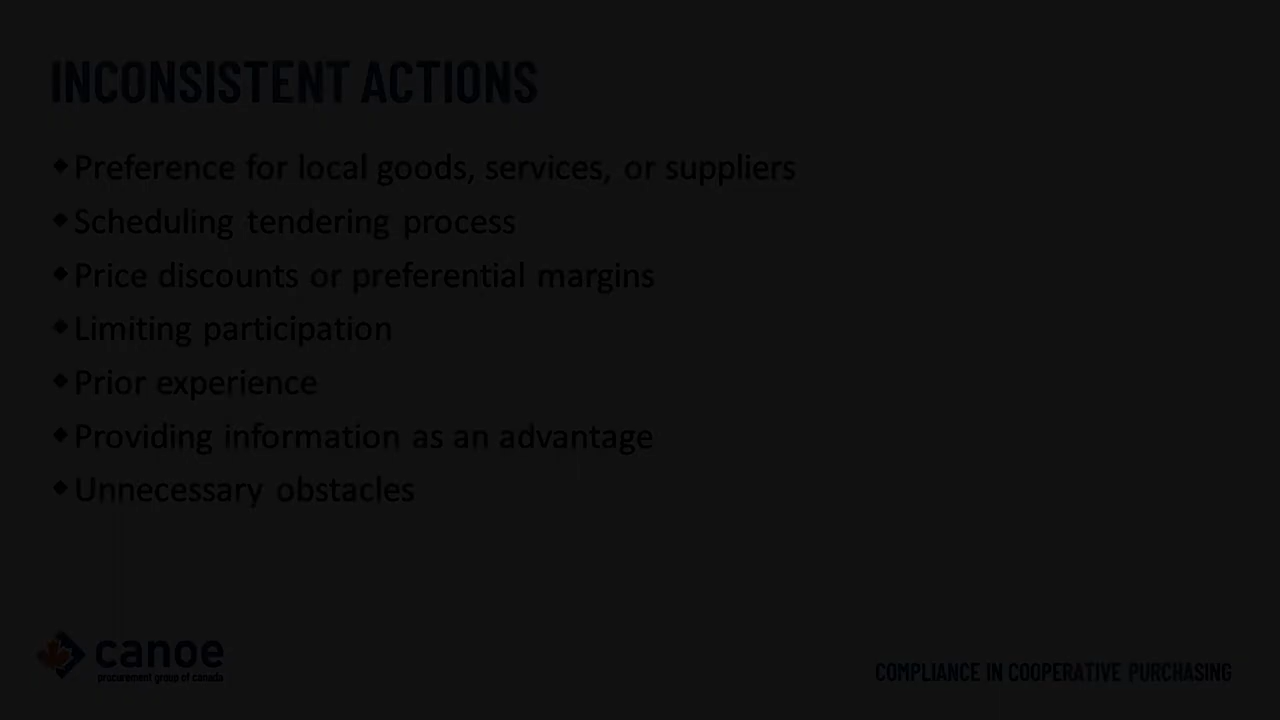 INCONSISTENT ACTIONS
Preference for local goods, services, or suppliers
Scheduling tendering process
Price discounts or preferential margins
Limiting participation
Prior experience
Providing information as an advantage
Unnecessary obstacles
canoe
procurement group of canada
COMPLIANCE IN COOPERATIVE PURCHASING